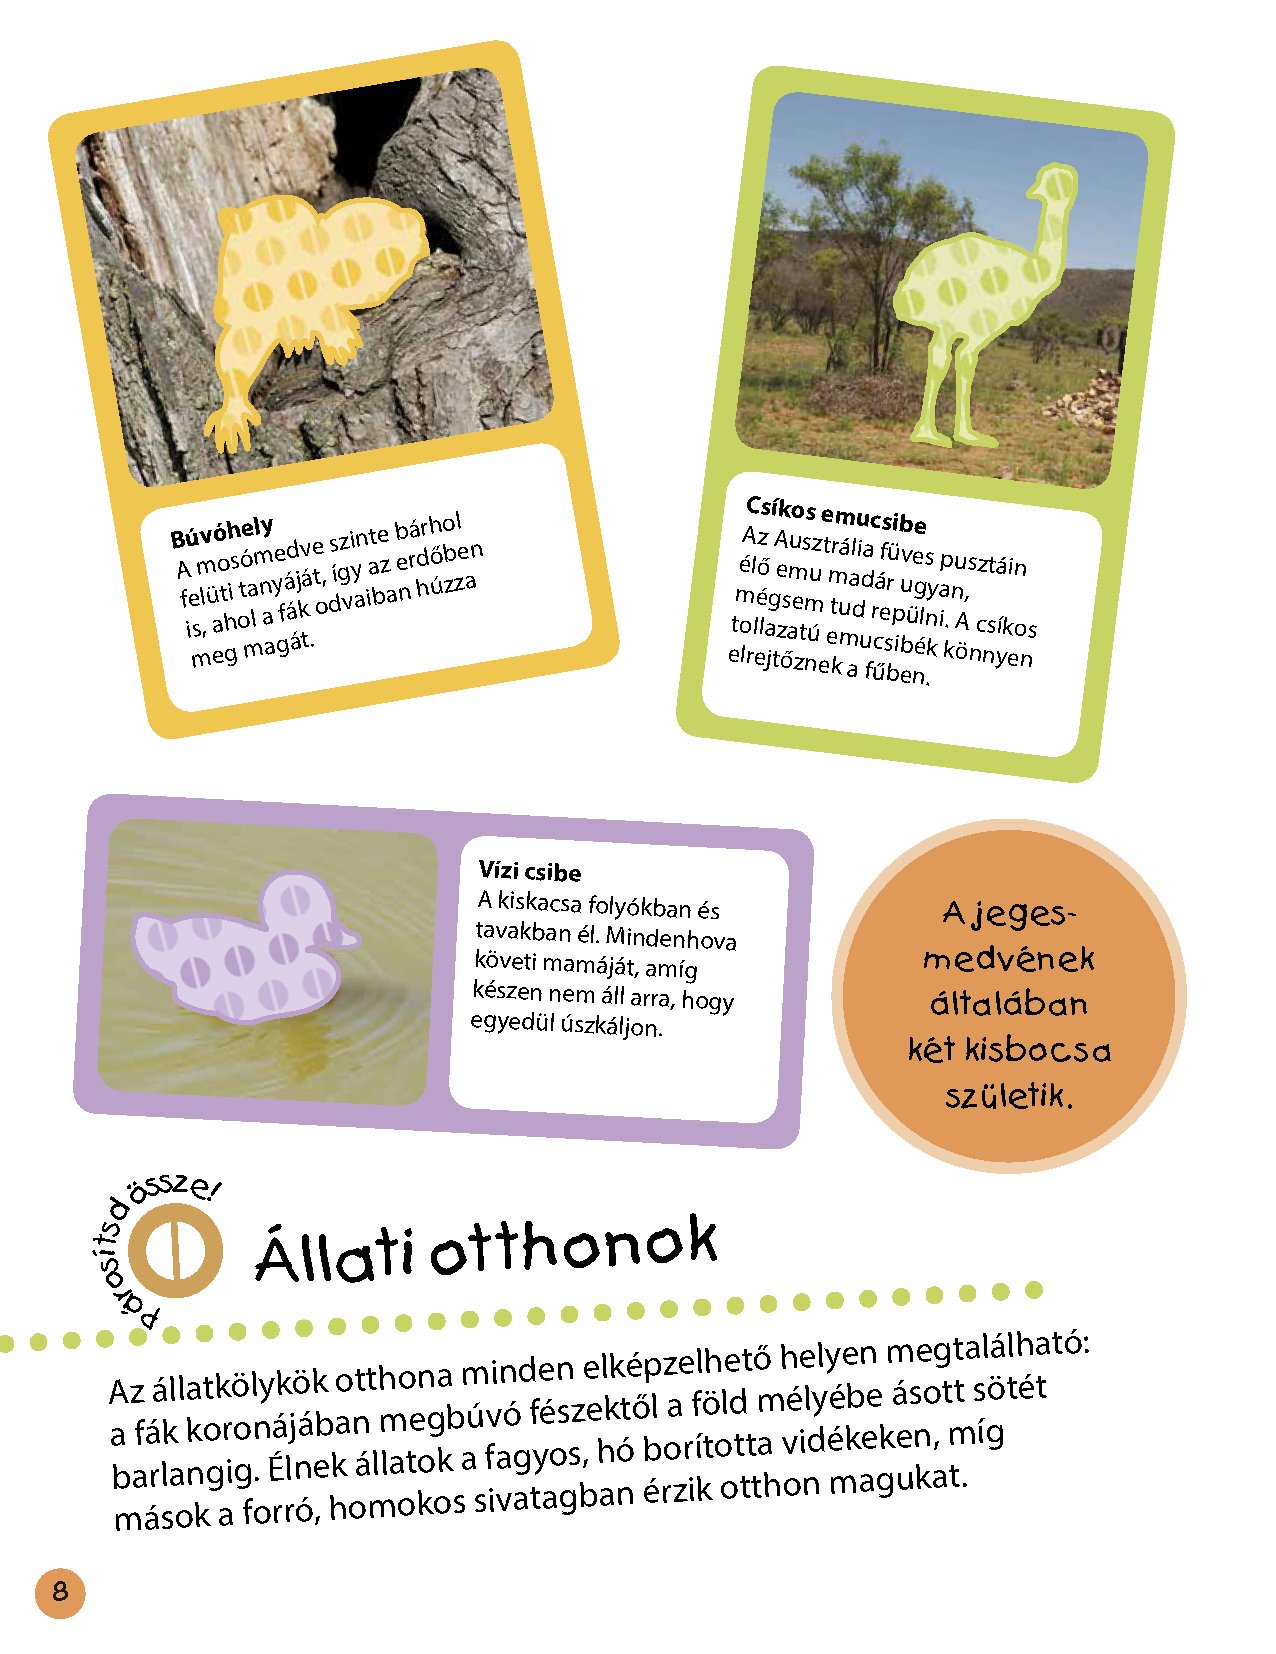 Búvóhely
A mosómedve szinte bárhol
felüti tanyáját, így az erdőben
is, ahol a fák odvaiban húzza
meg magát.
Csíkos emucsibe
Az Ausztrália füves pusztáin
élő emu madár ugyan,
mégsem tud repülni. A csíkos
tollazatú emucsibék könnyen
elrejtőznek a fűben.
Vízi csibe
A kiskacsa folyókban és
tavakban él. Mindenhova
követi mamáját, amíg
készen nem áll arra, hogy
egyedül úszkáljon.
A jeges-
medvének
általában
két kisbocsa
születik.
Párosítsd össze!
Állati otthonok
Az állatkölykök otthona minden elképzelhető helyen megtalálható:
a fák koronájában megbúvó fészektől a föld mélyébe ásott sötét
barlangig. Élnek állatok a fagyos, hó borította vidékeken, míg
mások a forró, homokos sivatagban érzik otthon magukat.
8